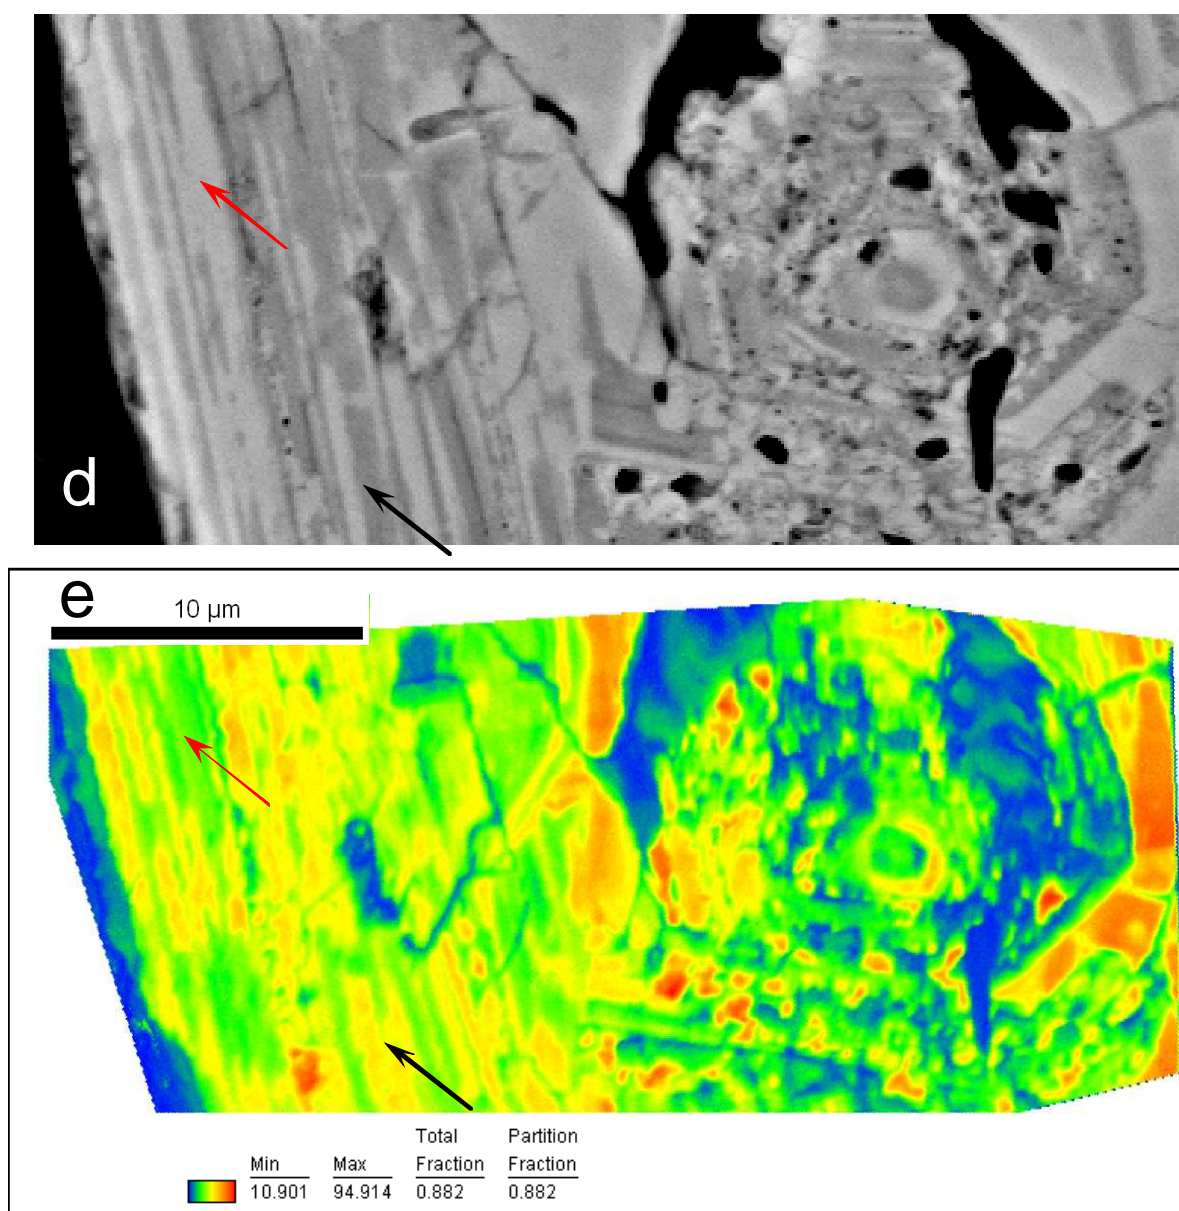 d
e
10 µm
Total Partition
Min Max Fraction Fraction
10.901 94.914 0.882 0.882